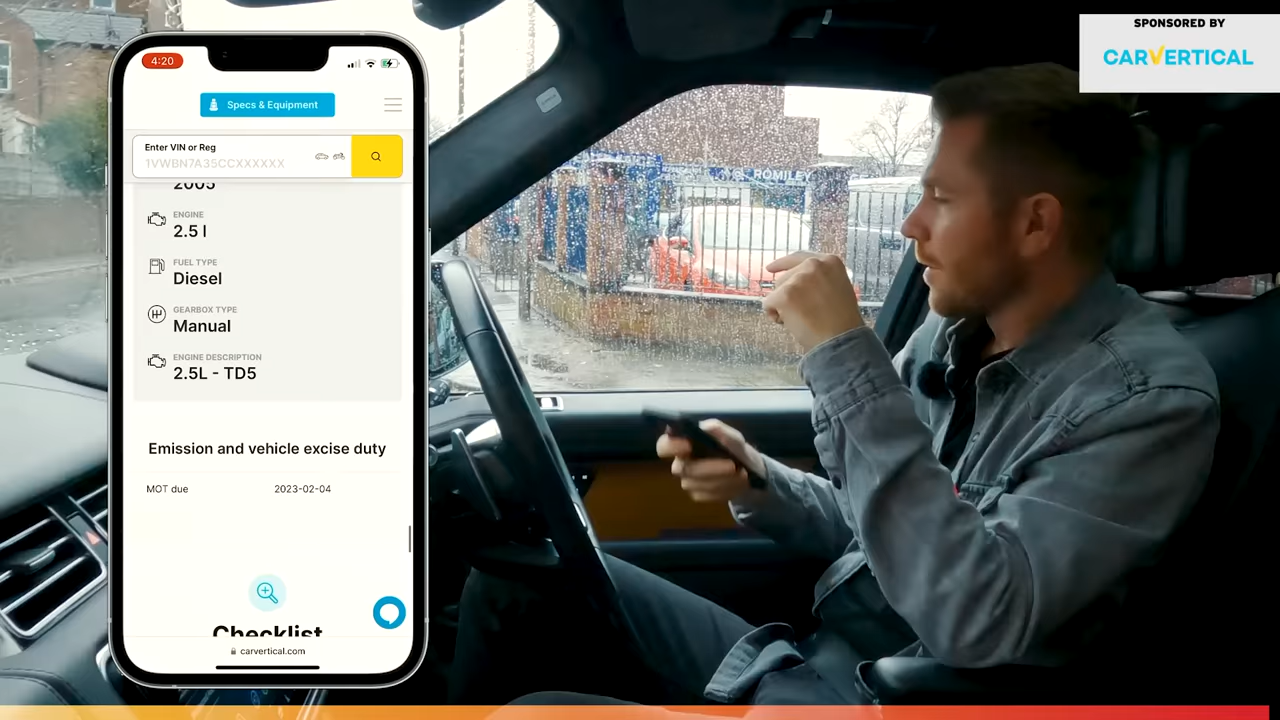 SPONSORED BY
CARVERTICAL
4:20
Specs & Equipment
Enter VIN or Reg
1VWBN7A35CCXXXXXX
2005
ENGINE
2.5 l
FUEL TYPE
Diesel
GEARBOX TYPE
Manual
ENGINE DESCRIPTION
2.5L - TD5
Emission and vehicle excise duty
MOT due 2023-02-04
Checklist
carvertical.com
ROMILEY